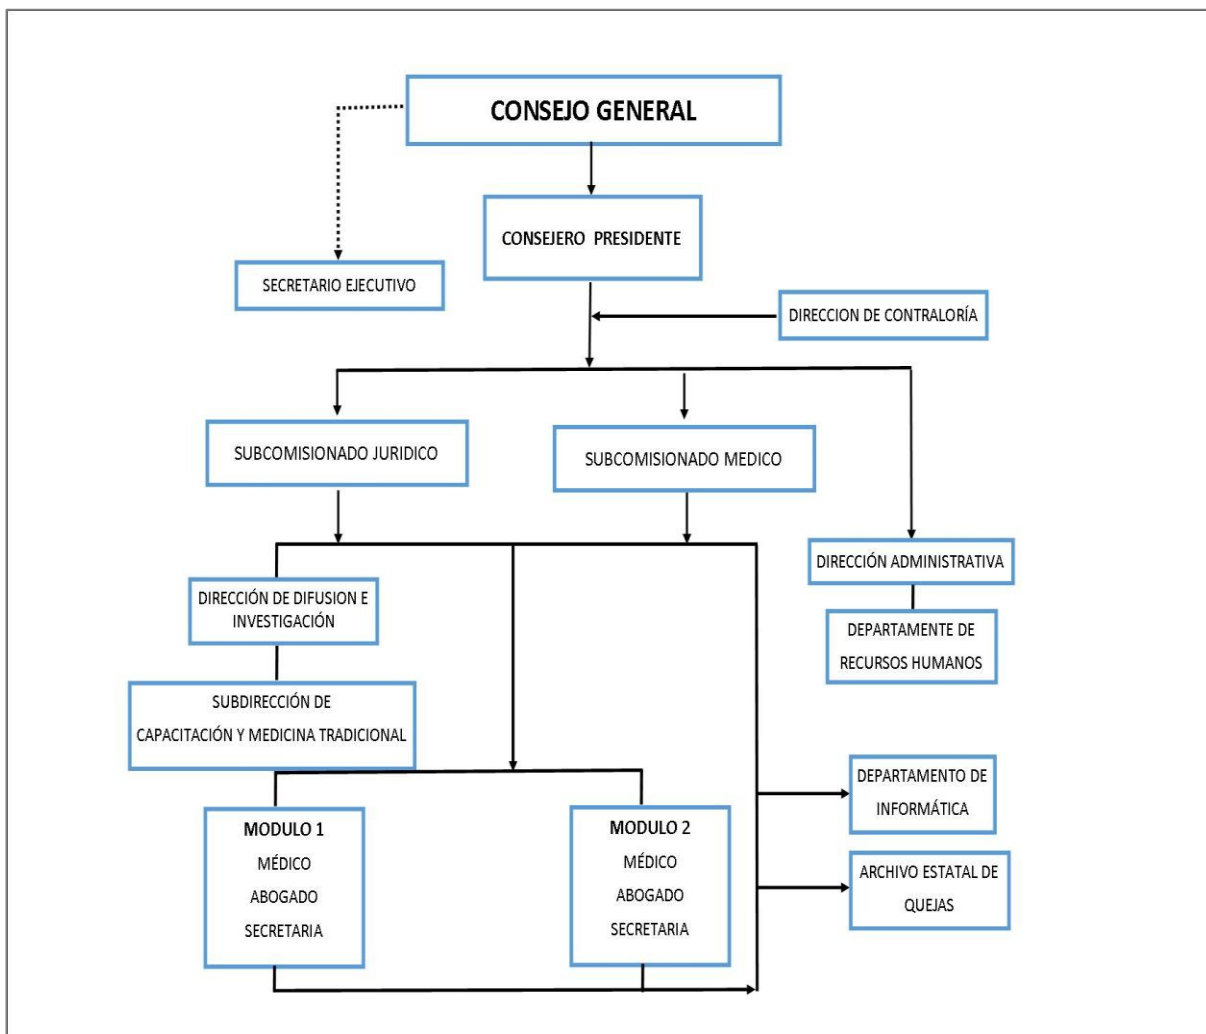 CONSEJO GENERAL
CONSEJERO PRESIDENTE
SECRETARIO EJECUTIVO
DIRECCION DE CONTRALORÍA
SUBCOMISIONADO JURIDICO
SUBCOMISIONADO MEDICO
DIRECCIÓN ADMINISTRATIVA
DEPARTAMENTE DE
RECURSOS HUMANOS
DIRECCIÓN DE DIFUSION E
INVESTIGACIÓN
SUBDIRECCIÓN DE
CAPACITACIÓN Y MEDICINA TRADICIONAL
MODULO 1
MÉDICO
ABOGADO
SECRETARIA
MODULO 2
MÉDICO
ABOGADO
SECRETARIA
DEPARTAMENTO DE
INFORMÁTICA
ARCHIVO ESTATAL DE
QUEJAS